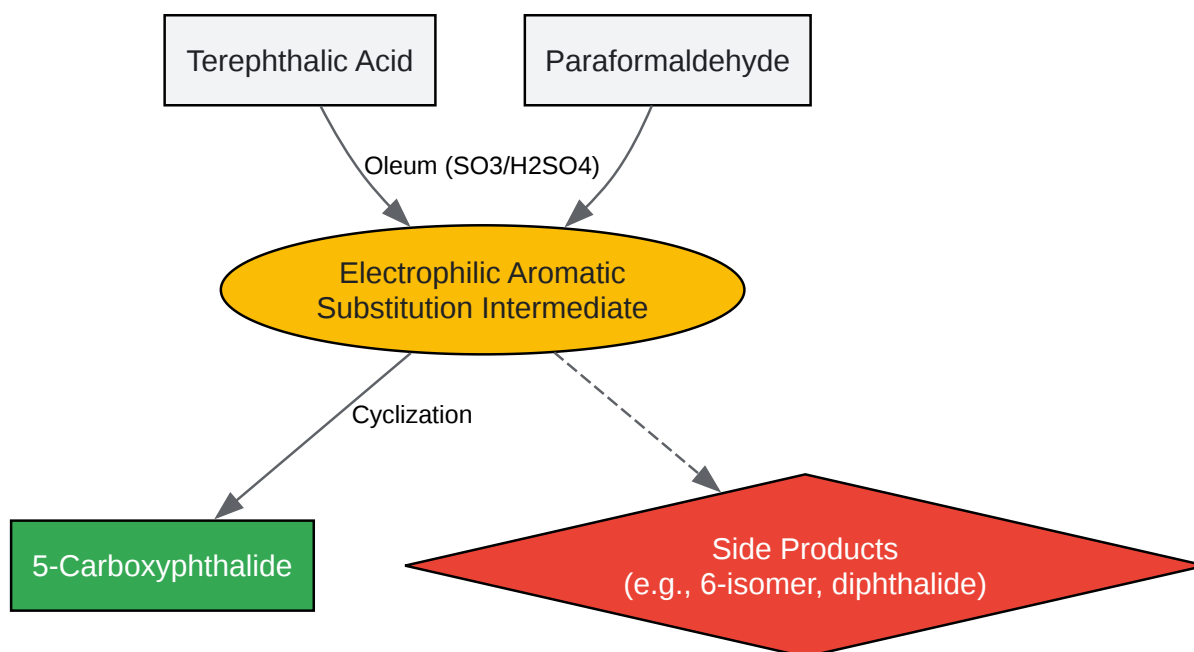 Terephthalic Acid
Paraformaldehyde
Oleum (SO3/H2SO4)
Electrophilic Aromatic
Substitution Intermediate
Cyclization
5-Carboxyphthalide
Side Products
(e.g., 6-isomer, diphthalide)